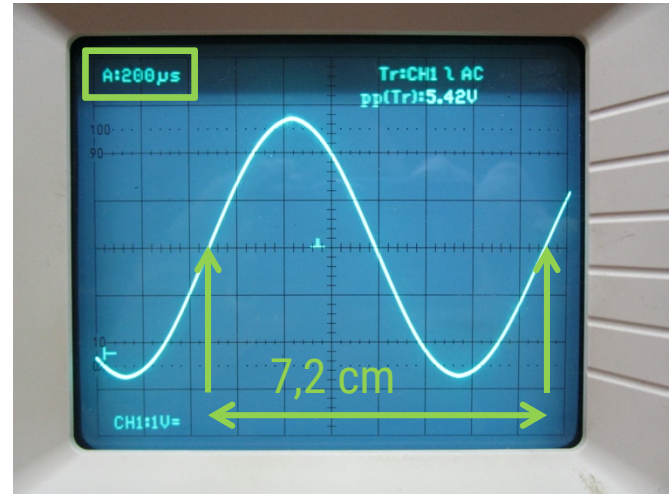 A:200µs
Tr:CH1 ʅ AC
pp(Tr):5.42V
100
90
10
0
7,2 cm
CH1:1V=